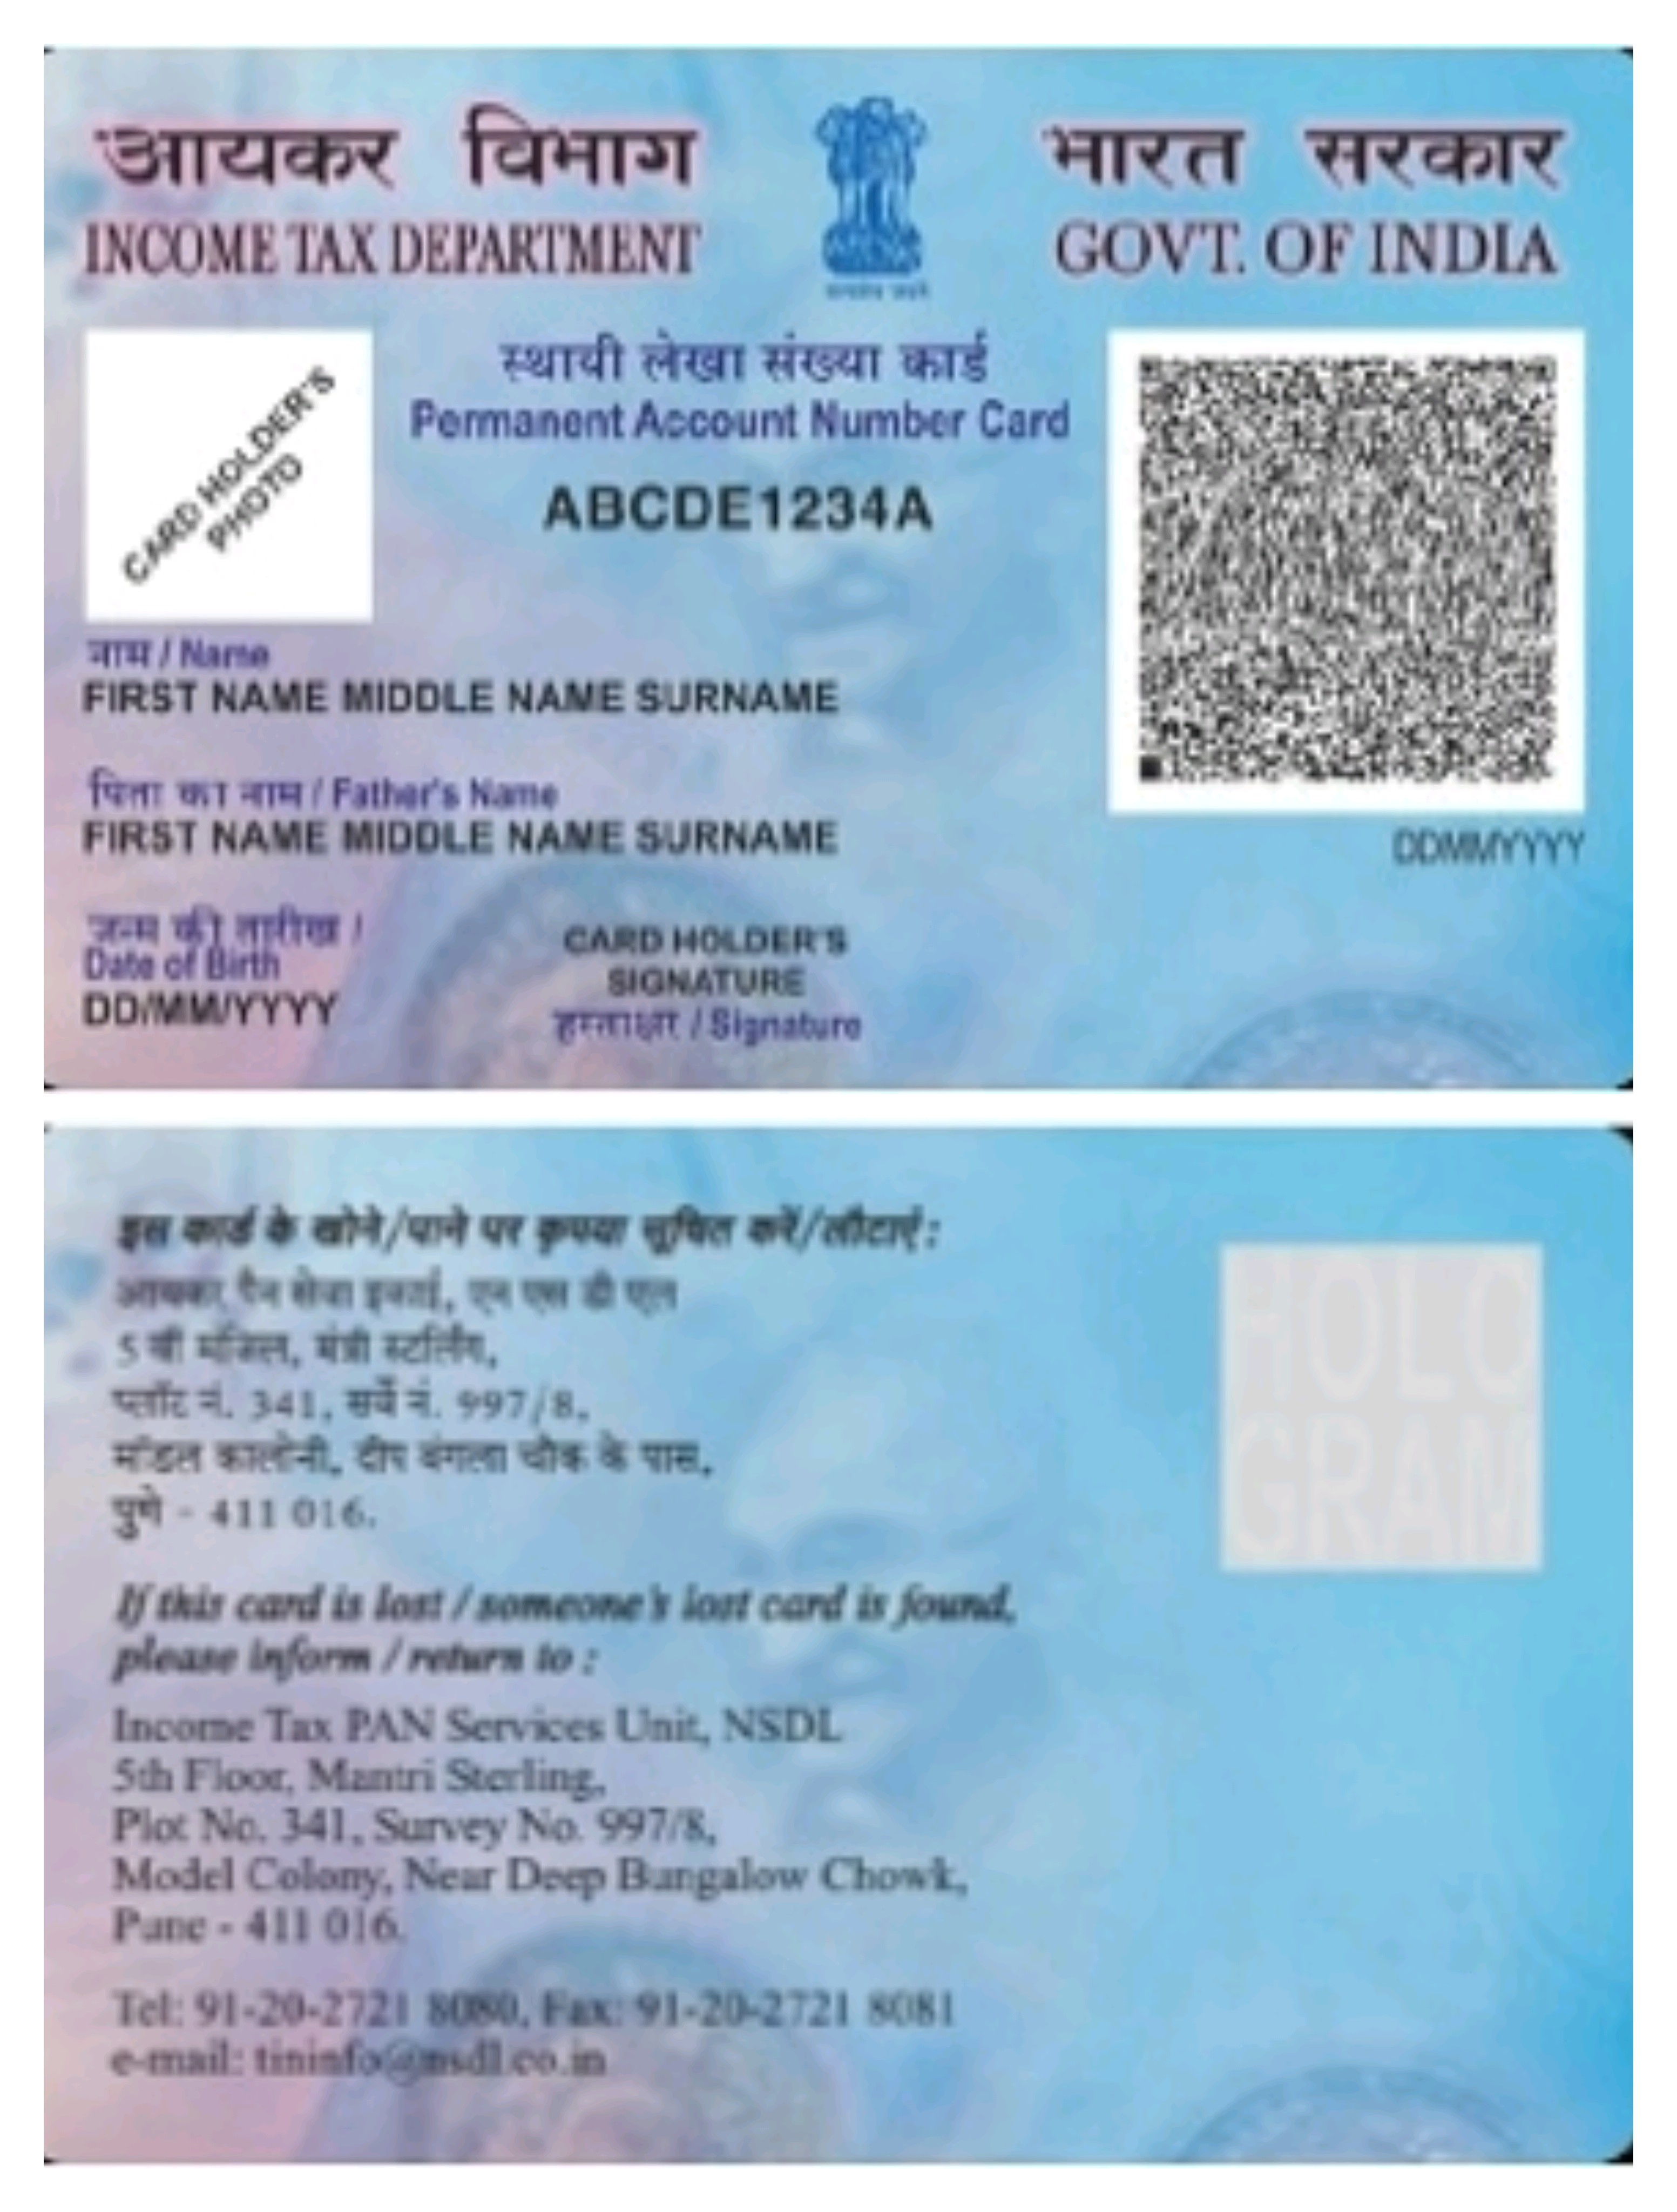 आयकर विभाग
INCOME TAX DEPARTMENT
भारत सरकार
GOVT. OF INDIA
स्थायी लेखा संख्या कार्ड
Permanent Account Number Card
ABCDE1234A
CARD HOLDER'S
PHOTO
नाम / Name
FIRST NAME MIDDLE NAME SURNAME
पिता का नाम / Father's Name
FIRST NAME MIDDLE NAME SURNAME
DDMMYYYY
जन्म की तारीख /
Date of Birth
DD/MM/YYYY
CARD HOLDER'S
SIGNATURE
हस्ताक्षर / Signature
इस कार्ड के खोने/पाने पर कृपया सूचित करें/लौटाएं :
आयकर पैन सेवा इकाई, एन एस डी एल
5 वी मंजिल, मंत्री स्टर्लिंग,
प्लॉट नं. 341, सर्वे नं. 997/8,
मॉडल कालोनी, दीप बंगला चौक के पास,
पुणे - 411 016.
HOLO
GRAM
If this card is lost / someone's lost card is found,
please inform / return to :
Income Tax PAN Services Unit, NSDL
5th Floor, Mantri Sterling,
Plot No. 341, Survey No. 997/8,
Model Colony, Near Deep Bungalow Chowk,
Pune - 411 016.
Tel: 91-20-2721 8080, Fax: 91-20-2721 8081
e-mail: tininfo@nsdl.co.in